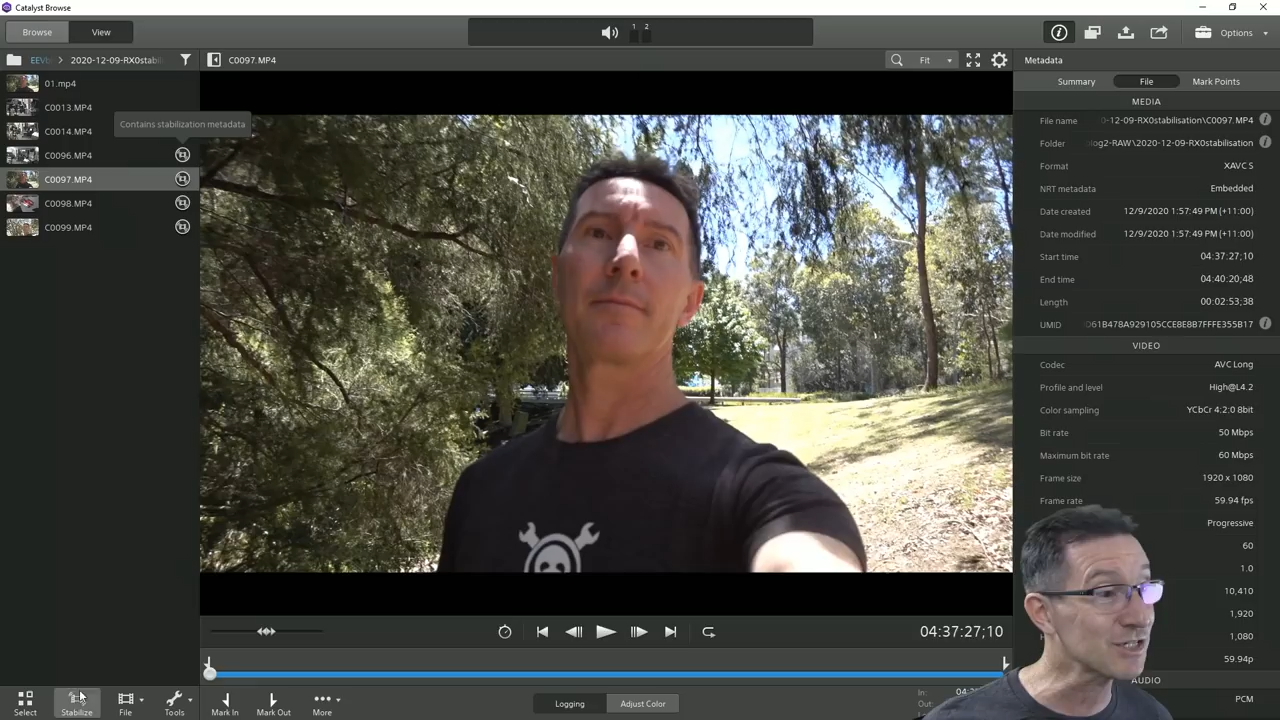 Catalyst Browse
Browse
View
1 2
Options
2020-12-09-RX0stabil
C0097.MP4
Fit
Metadata
01.mp4
C0013.MP4
C0014.MP4
Contains stabilization metadata
C0096.MP4
C0097.MP4
C0098.MP4
C0099.MP4
Summary
File
Mark Points
MEDIA
File name
0-12-09-RX0stabilisation\C0097.MP4
Folder
log2-RAW\2020-12-09-RX0stabilisation
Format
XAVC S
NRT metadata
Embedded
Date created
12/9/2020 1:57:49 PM (+11:00)
Date modified
12/9/2020 1:57:49 PM (+11:00)
Start time
04:37:27;10
End time
04:40:20;48
Length
00:02:53;38
UMID
061B478A929105CCE8E8B7FFFE355B17
VIDEO
Codec
AVC Long
Profile and level
High@L4.2
Color sampling
YCbCr 4:2:0 8bit
Bit rate
50 Mbps
Maximum bit rate
60 Mbps
Frame size
1920 x 1080
Frame rate
59.94 fps
Progressive
60
1.0
10,410
1,920
1,080
59.94p
AUDIO
PCM
04:37:27;10
Select
Stabilize
File
Tools
Mark In
Mark Out
More
Logging
Adjust Color
In:
Out: